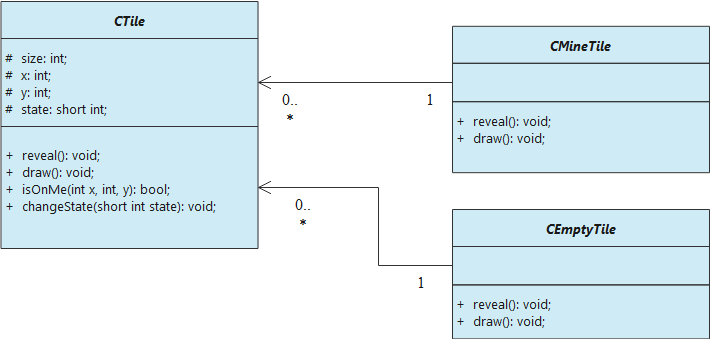 CTile
# size: int;
# x: int;
# y: int;
# state: short int;
+ reveal(): void;
+ draw(): void;
+ isOnMe(int x, int, y): bool;
+ changeState(short int state): void;
0..
*
1
CMineTile
+ reveal(): void;
+ draw(): void;
0..
*
1
CEmptyTile
+ reveal(): void;
+ draw(): void;